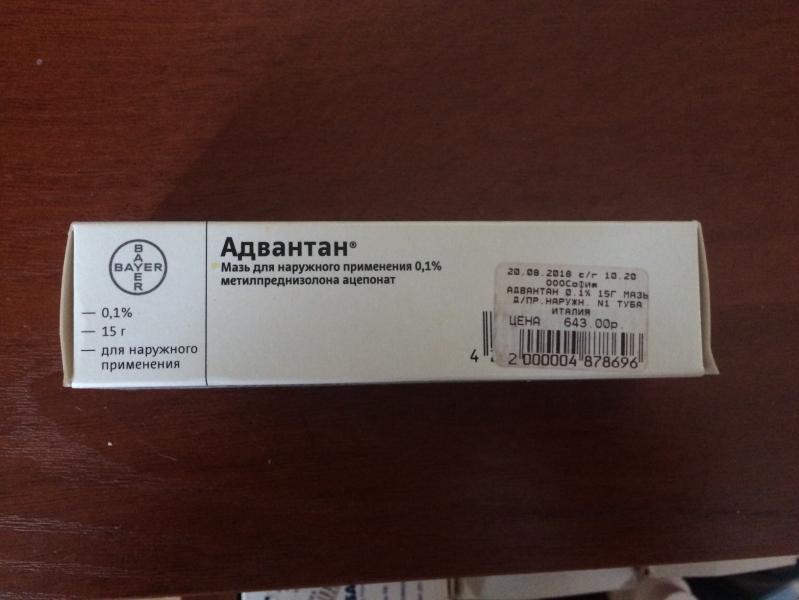 BAYER
BAYER
0,1%
15 г
для наружного
применения
Адвантан®
Мазь для наружного применения 0,1%
метилпреднизолона ацепонат
20.08.2018 с/г 10.20
ОООСофия
АДВАНТАН 0.1% 15Г МАЗЬ
Д/ПР.НАРУЖН. N1 ТУБА
ИТАЛИЯ
ЦЕНА 643.00р.
4
2 000004 878696